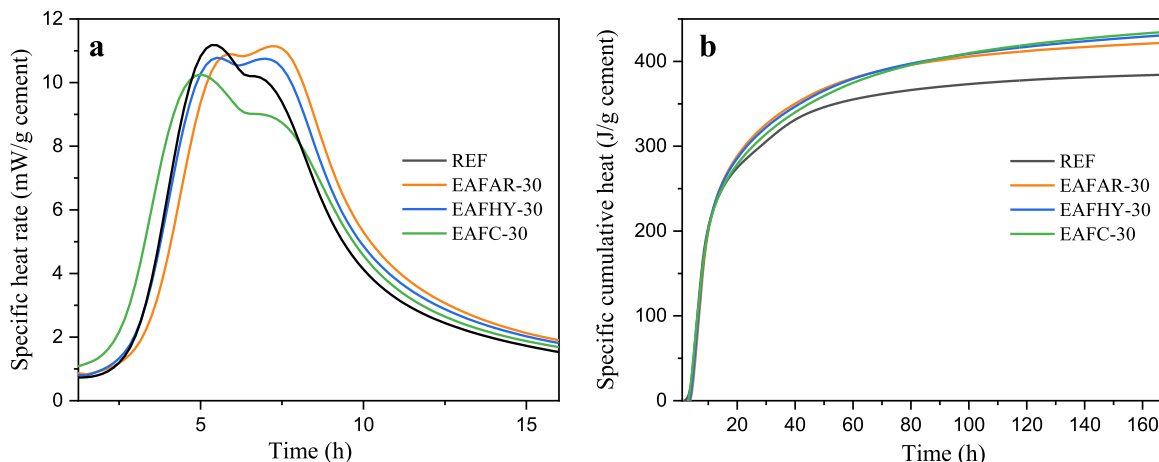 a
Specific heat rate (mW/g cement)
12
10
8
6
4
2
0
REF
EAFAR-30
EAFHY-30
EAFC-30
5
10
15
Time (h)
b
Specific cumulative heat (J/g cement)
400
300
200
100
0
REF
EAFAR-30
EAFHY-30
EAFC-30
20
40
60
80
100
120
140
160
Time (h)